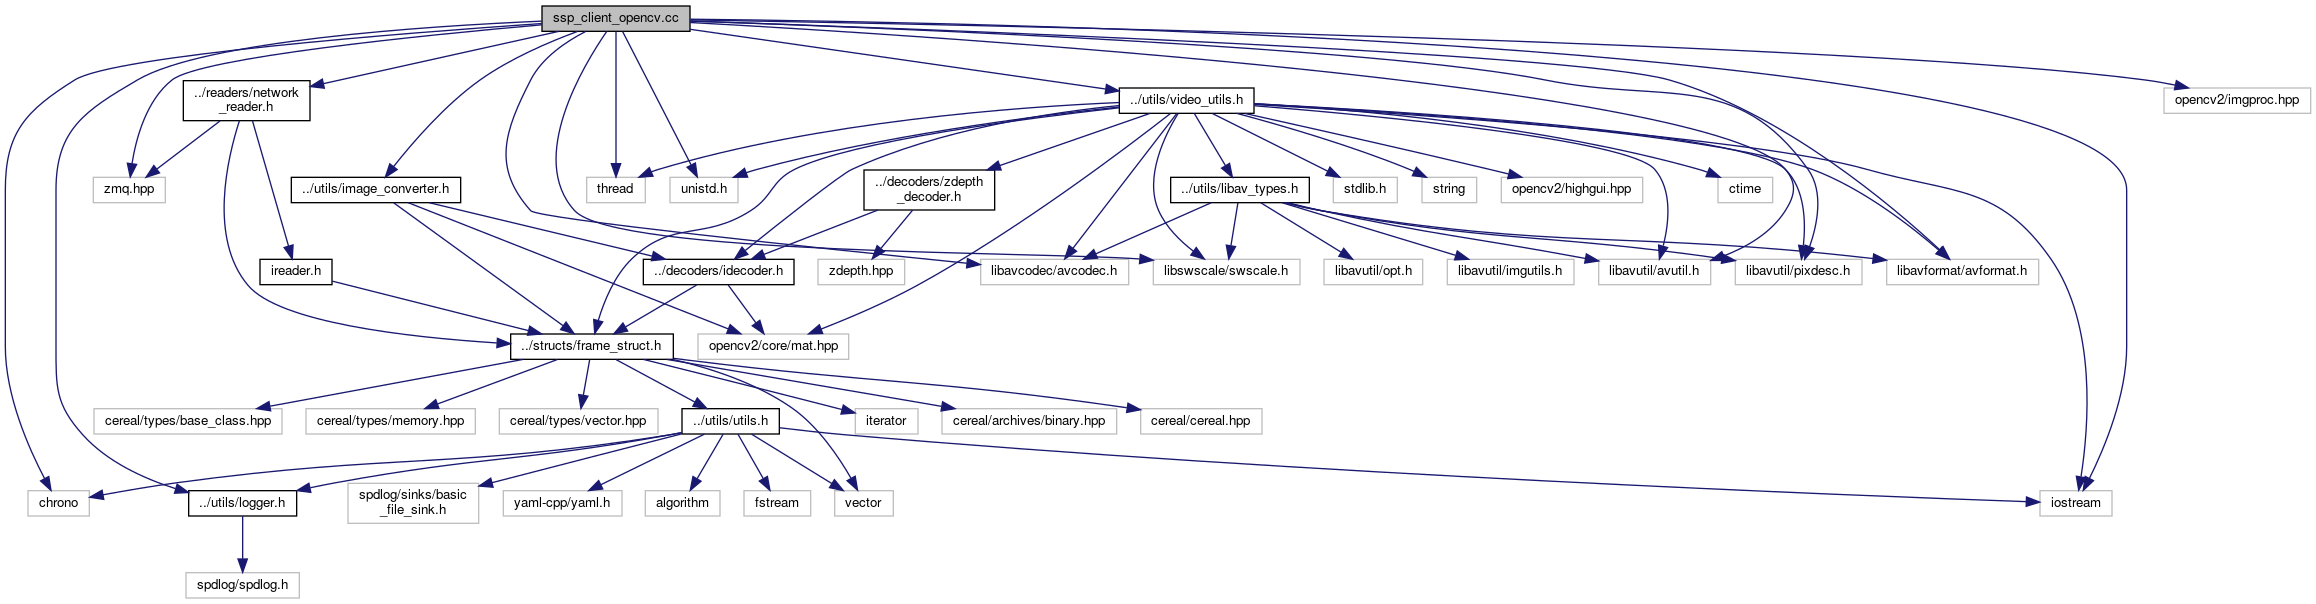 ssp_client_opencv.cc
../readers/network
_reader.h
../utils/video_utils.h
opencv2/imgproc.hpp
zmq.hpp
../utils/image_converter.h
thread
unistd.h
../decoders/zdepth
_decoder.h
../utils/libav_types.h
stdlib.h
string
opencv2/highgui.hpp
ctime
ireader.h
../decoders/idecoder.h
zdepth.hpp
libavcodec/avcodec.h
libswscale/swscale.h
libavutil/opt.h
libavutil/imgutils.h
libavutil/avutil.h
libavutil/pixdesc.h
libavformat/avformat.h
../structs/frame_struct.h
opencv2/core/mat.hpp
cereal/types/base_class.hpp
cereal/types/memory.hpp
cereal/types/vector.hpp
../utils/utils.h
iterator
cereal/archives/binary.hpp
cereal/cereal.hpp
chrono
../utils/logger.h
spdlog/sinks/basic
_file_sink.h
yaml-cpp/yaml.h
algorithm
fstream
vector
iostream
spdlog/spdlog.h